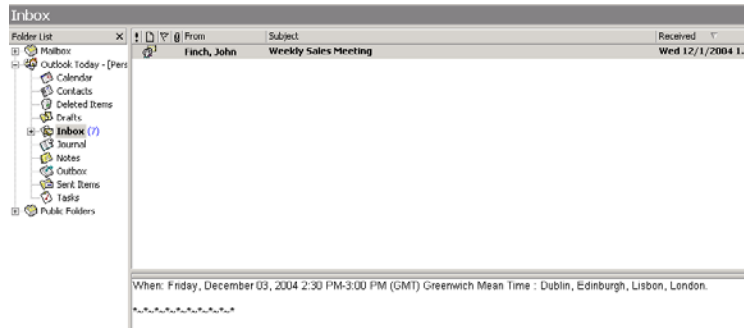 Inbox
Folder List
Mailbox
Outlook Today - [Pers
Calendar
Contacts
Deleted Items
Drafts
Inbox (7)
Journal
Notes
Outbox
Sent Items
Tasks
Public Folders
From Subject Received
Finch, John Weekly Sales Meeting Wed 12/1/2004 1.
When: Friday, December 03, 2004 2:30 PM-3:00 PM (GMT) Greenwich Mean Time : Dublin, Edinburgh, Lisbon, London.
*~*~*~*~*~*~*~*~*~*